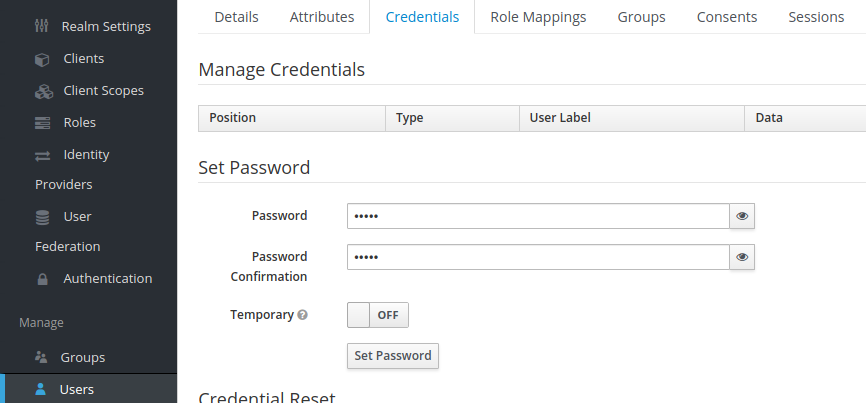 Realm Settings
Clients
Client Scopes
Roles
Identity
Providers
User
Federation
Authentication
Manage
Groups
Users
Details Attributes Credentials Role Mappings Groups Consents Sessions
Manage Credentials
Position Type User Label Data
Set Password
Password •••••
Password
Confirmation •••••
Temporary OFF
Set Password
Credential Reset